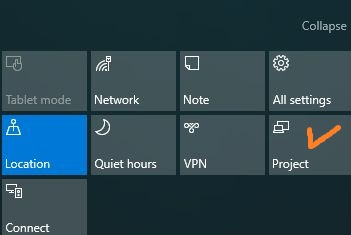 Collapse
Tablet mode Network Note All settings
Location Quiet hours VPN Project
Connect